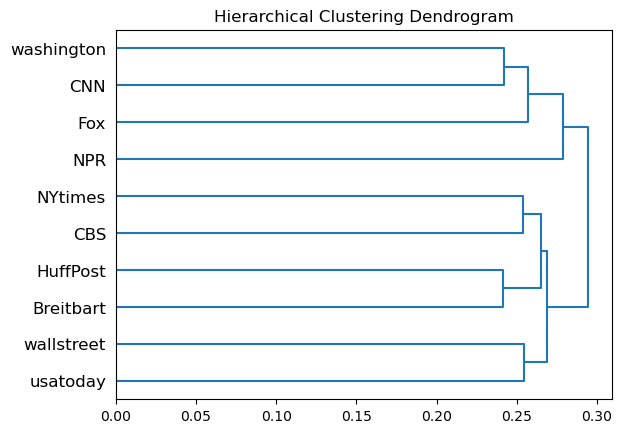 Hierarchical Clustering Dendrogram
washington
CNN
Fox
NPR
NYtimes
CBS
HuffPost
Breitbart
wallstreet
usatoday
0.00 0.05 0.10 0.15 0.20 0.25 0.30